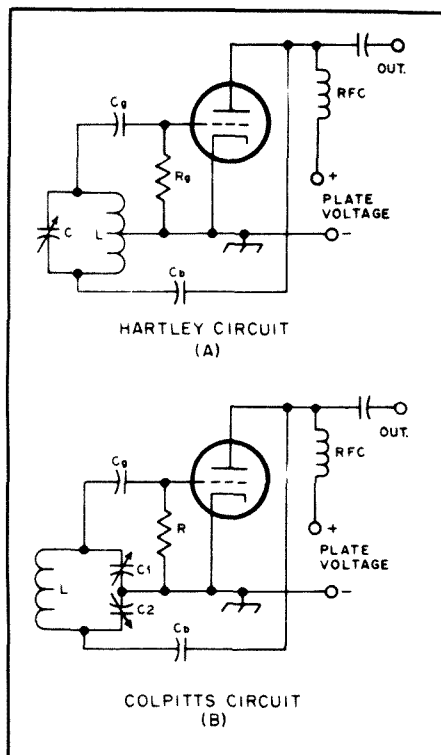 OUT.
Cg
RFC
Rg
+
C
L
PLATE
VOLTAGE
-
Cb
HARTLEY CIRCUIT
(A)
OUT.
Cg
RFC
R
+
C1
L
PLATE
VOLTAGE
C2
-
Cb
COLPITTS CIRCUIT
(B)